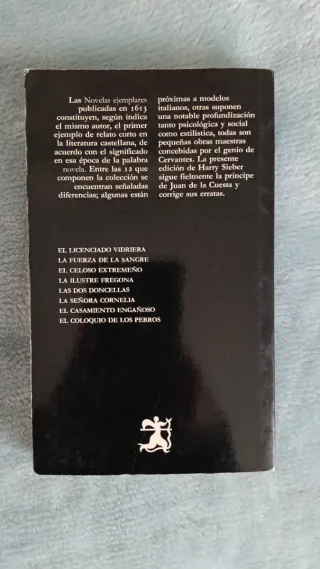 Las Novelas ejemplares
publicadas en 1613
constituyen, según indica
el mismo autor, el primer
ejemplo de relato corto en
la literatura castellana, de
acuerdo con el significado
en esa época de la palabra
novela. Entre las 12 que
componen la colección se
encuentran señaladas
diferencias; algunas están
próximas a modelos
italianos, otras suponen
una notable profundización
tanto psicológica y social
como estilística, todas son
pequeñas obras maestras
concebidas por el genio de
Cervantes. La presente
edición de Harry Sieber
sigue fielmente la príncipe
de Juan de la Cuesta y
corrige sus erratas.
EL LICENCIADO VIDRIERA
LA FUERZA DE LA SANGRE
EL CELOSO EXTREMEÑO
LA ILUSTRE FREGONA
LAS DOS DONCELLAS
LA SEÑORA CORNELIA
EL CASAMIENTO ENGAÑOSO
EL COLOQUIO DE LOS PERROS